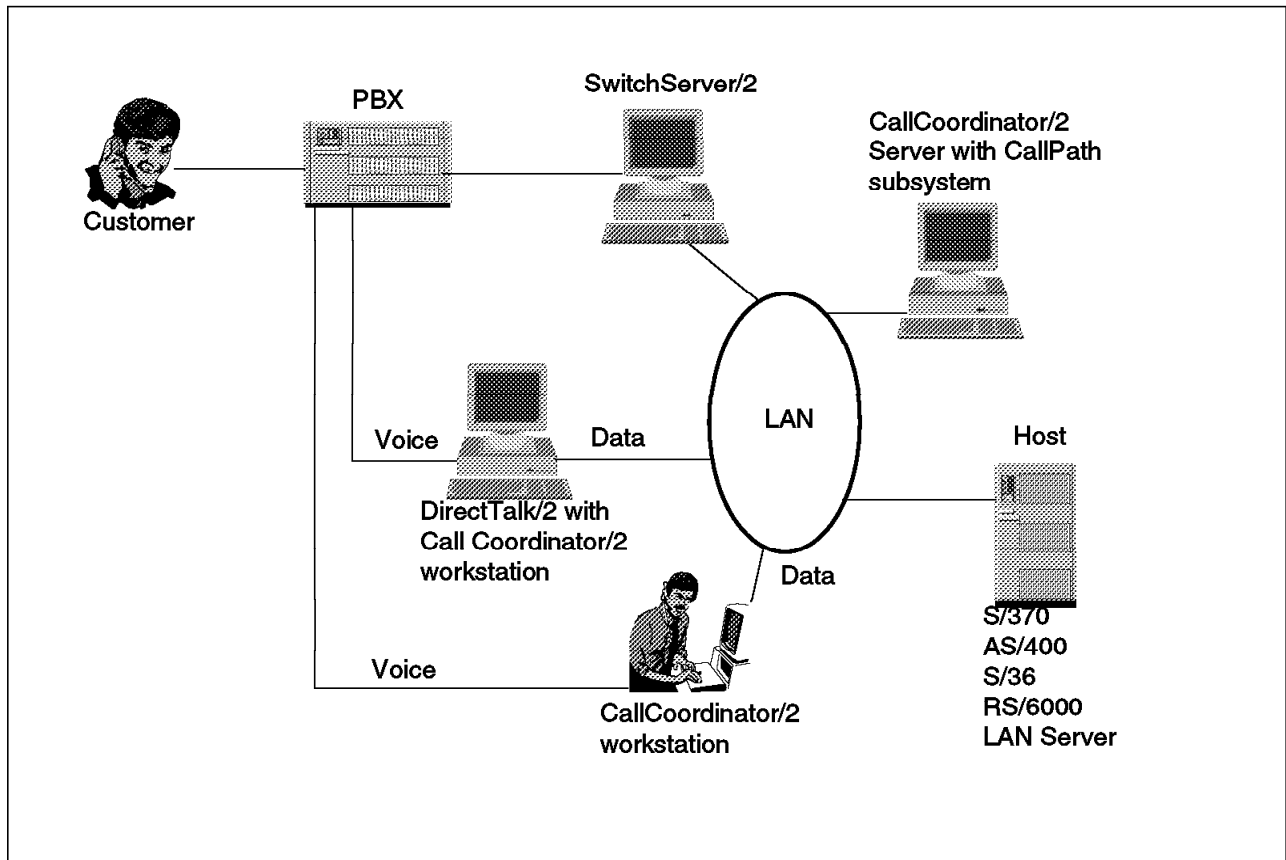 SwitchServer/2
PBX
CallCoordinator/2
Server with CallPath
subsystem
Customer
LAN
Host
Voice
Data
DirectTalk/2 with
Call Coordinator/2
workstation
Data
Voice
CallCoordinator/2
workstation
S/370
AS/400
S/36
RS/6000
LAN Server